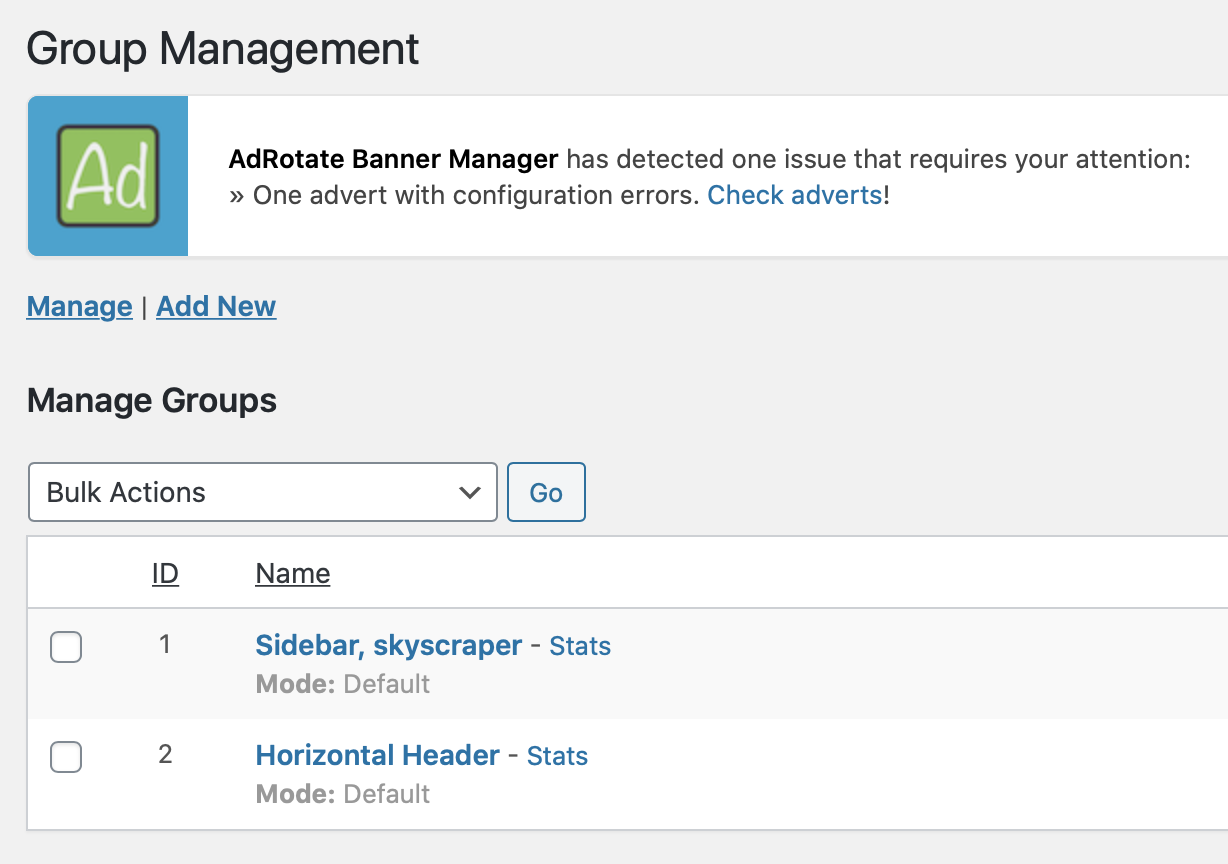 Group Management
Ad
AdRotate Banner Manager has detected one issue that requires your attention:
» One advert with configuration errors. Check adverts!
Manage | Add New
Manage Groups
Bulk Actions
Go
ID Name
1 Sidebar, skyscraper - Stats
Mode: Default
2 Horizontal Header - Stats
Mode: Default